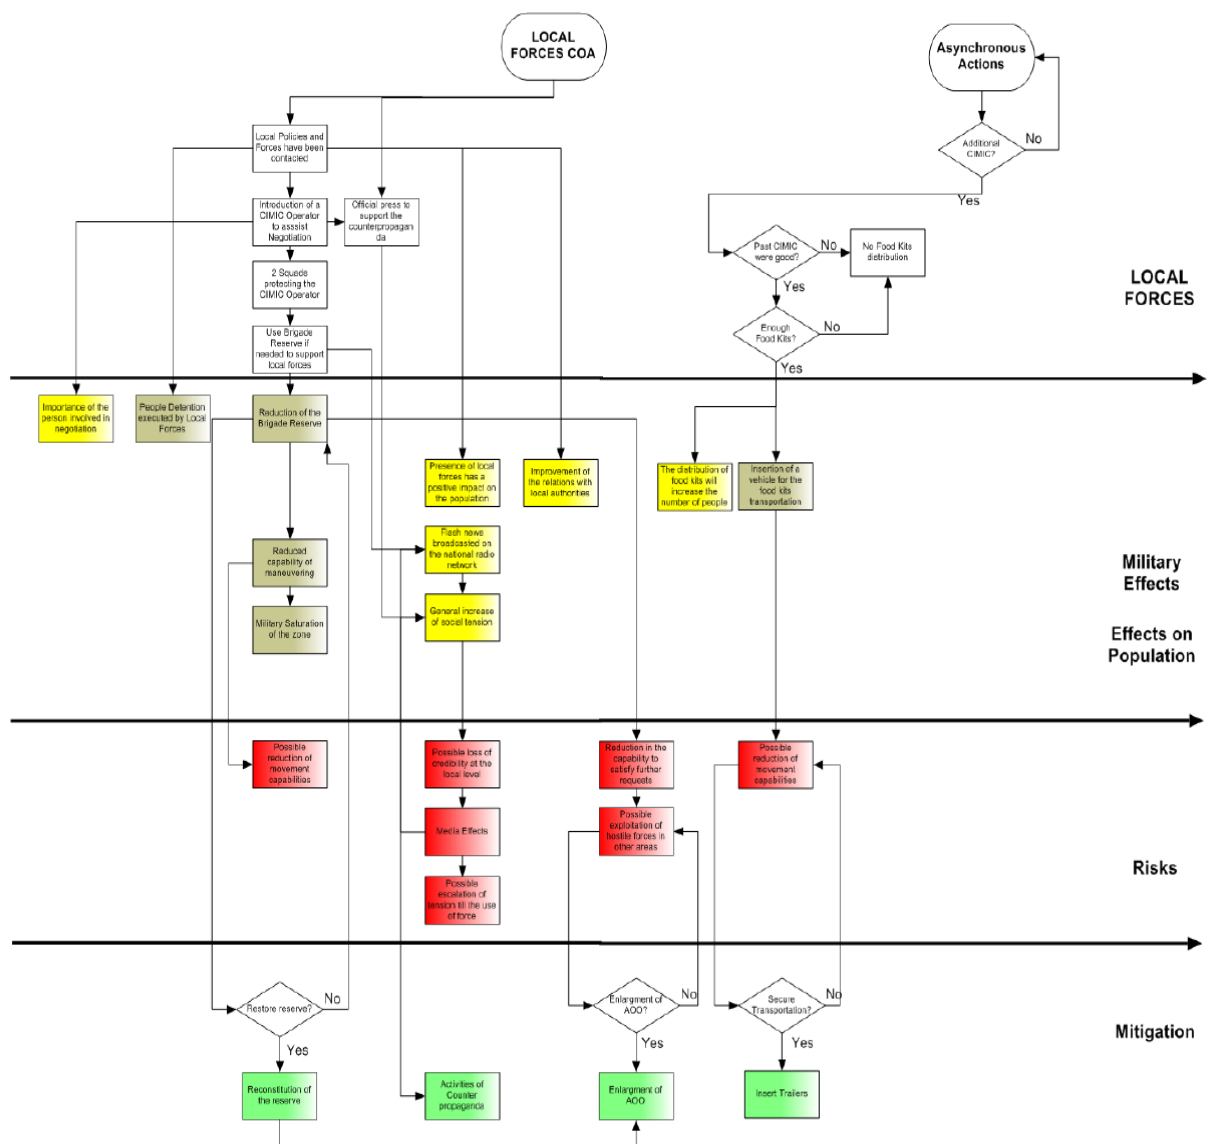 LOCAL
FORCES COA
Asynchronous
Actions
Local Policies and
Forces have been
contacted
Additional
CIMIC?
No
Yes
Introduction of a
CIMIC Operator
to asssist
Negotiation
Official press to
support the
counterpropagan
da
Past CIMIC
were good?
No
Yes
No Food Kits
distribution
2 Squads
protecting the
CIMIC Operator
LOCAL
FORCES
Use Brigade
Reserve if
needed to support
local forces
Enough
Food Kits?
No
Yes
Importance of the
person involved in
negotiation
People Detention
executed by Local
Forces
Reduction of the
Brigade Reserve
Presence of local
forces has a
positive impact on
the population
Improvement of
the relations with
local authorities
The distribution of
food kits will
increase the
number of people
Insertion of a
vehicle for the
food kits
transportation
Reduced
capability of
maneuvering
Flash news
broadcasted on
the national radio
network
Military
Effects
Military Saturation
of the zone
General increase
of social tension
Effects on
Population
Possible
reduction of
movement
capabilities
Possible loss of
credibility at the
local level
Reduction in the
capability to
satisfy further
requests
Possible
reduction of
movement
capabilities
Media Effects
Possible
exploitation of
hostile forces in
other areas
Risks
Possible
escalation of
tension till the use
of force
Restore reserve?
No
Yes
Enlargment of
AOO?
No
Yes
Secure
Transportation?
No
Yes
Mitigation
Reconstitution of
the reserve
Activities of
Counter
propaganda
Enlargment of
AOO
Insert Trailers